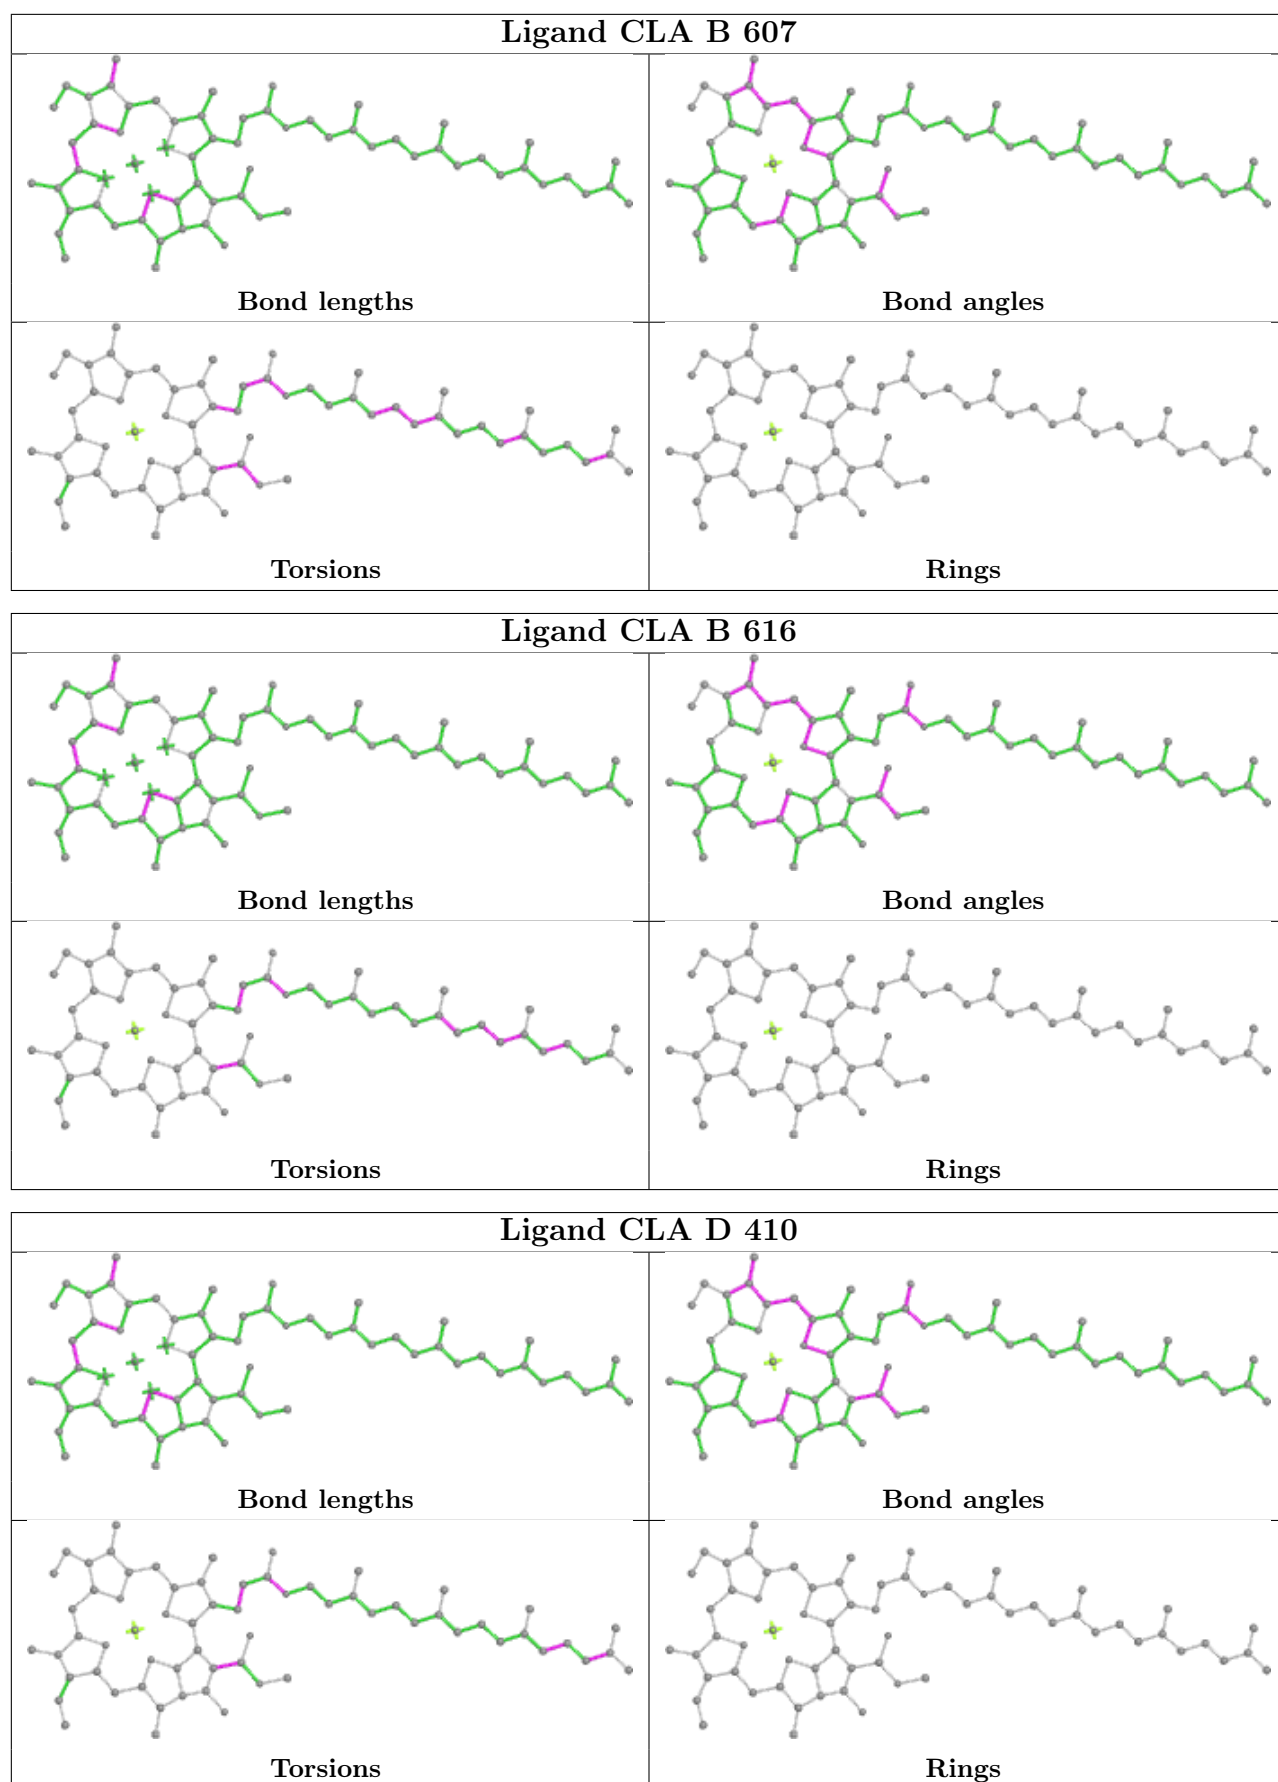 Ligand CLA B 607
Bond lengths
Bond angles
Torsions
Rings
Ligand CLA B 616
Bond lengths
Bond angles
Torsions
Rings
Ligand CLA D 410
Bond lengths
Bond angles
Torsions
Rings